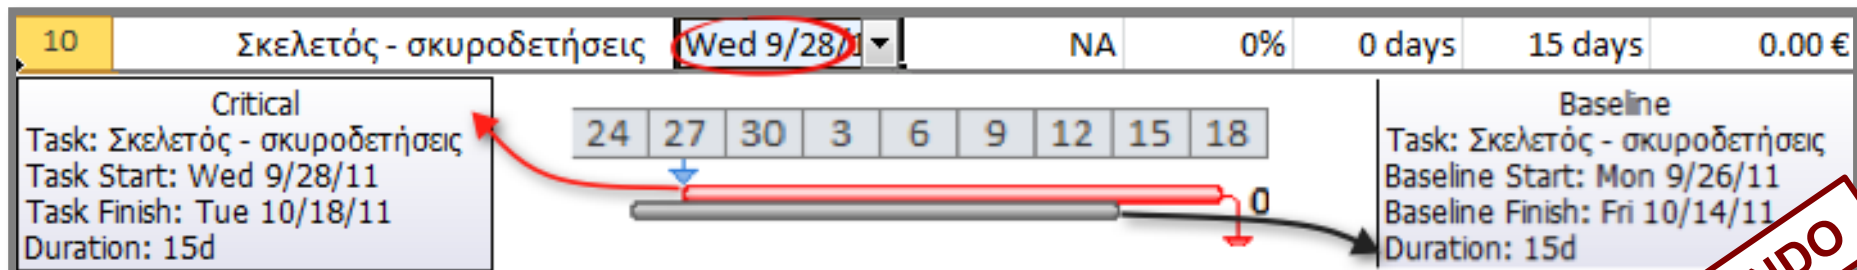 10 Σκελετός - σκυροδετήσεις Wed 9/28/1 NA 0% 0 days 15 days 0.00 €
Critical
Task: Σκελετός - σκυροδετήσεις
Task Start: Wed 9/28/11
Task Finish: Tue 10/18/11
Duration: 15d
24 27 30 3 6 9 12 15 18
0
Baseline
Task: Σκελετός - σκυροδετήσεις
Baseline Start: Mon 9/26/11
Baseline Finish: Fri 10/14/11
Duration: 15d